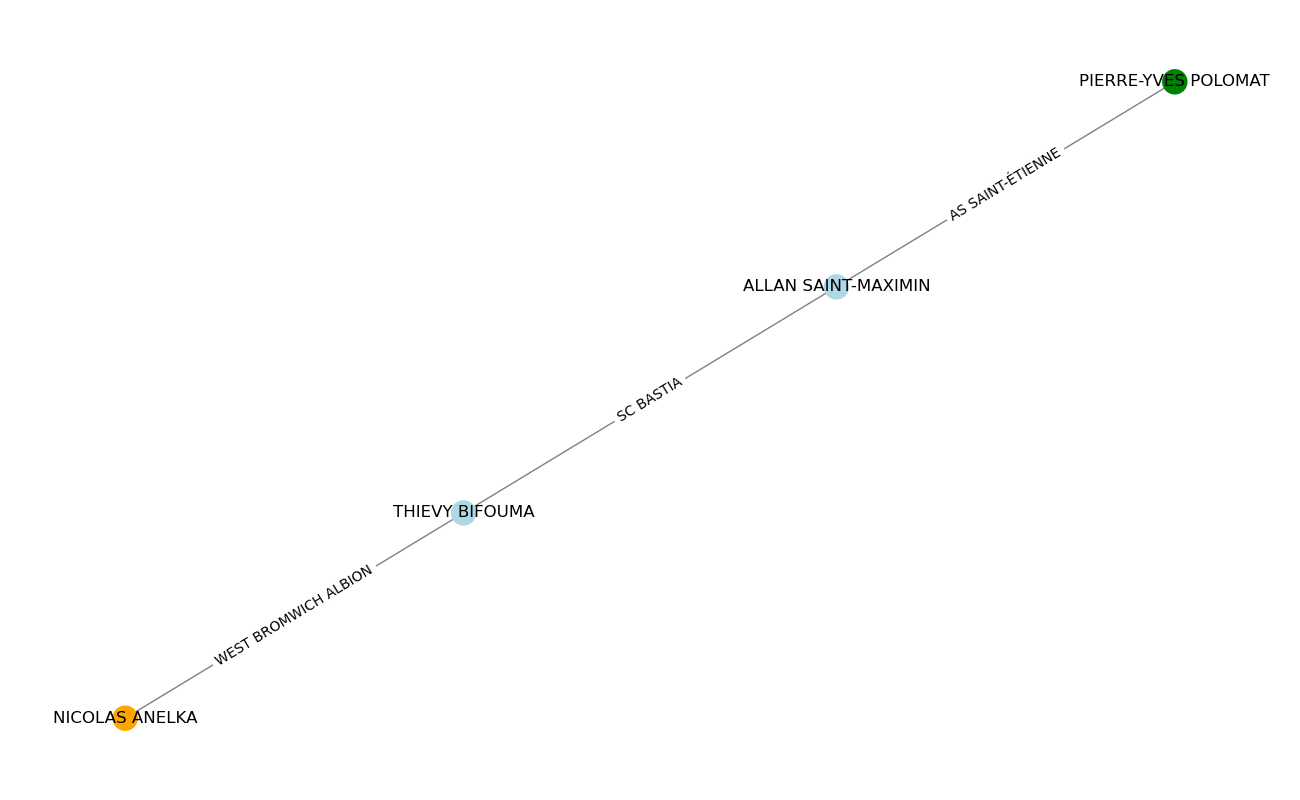 PIERRE-YVES POLOMAT
AS SAINT-ÉTIENNE
ALLAN SAINT-MAXIMIN
SC BASTIA
THIEVY BIFOUMA
WEST BROMWICH ALBION
NICOLAS ANELKA